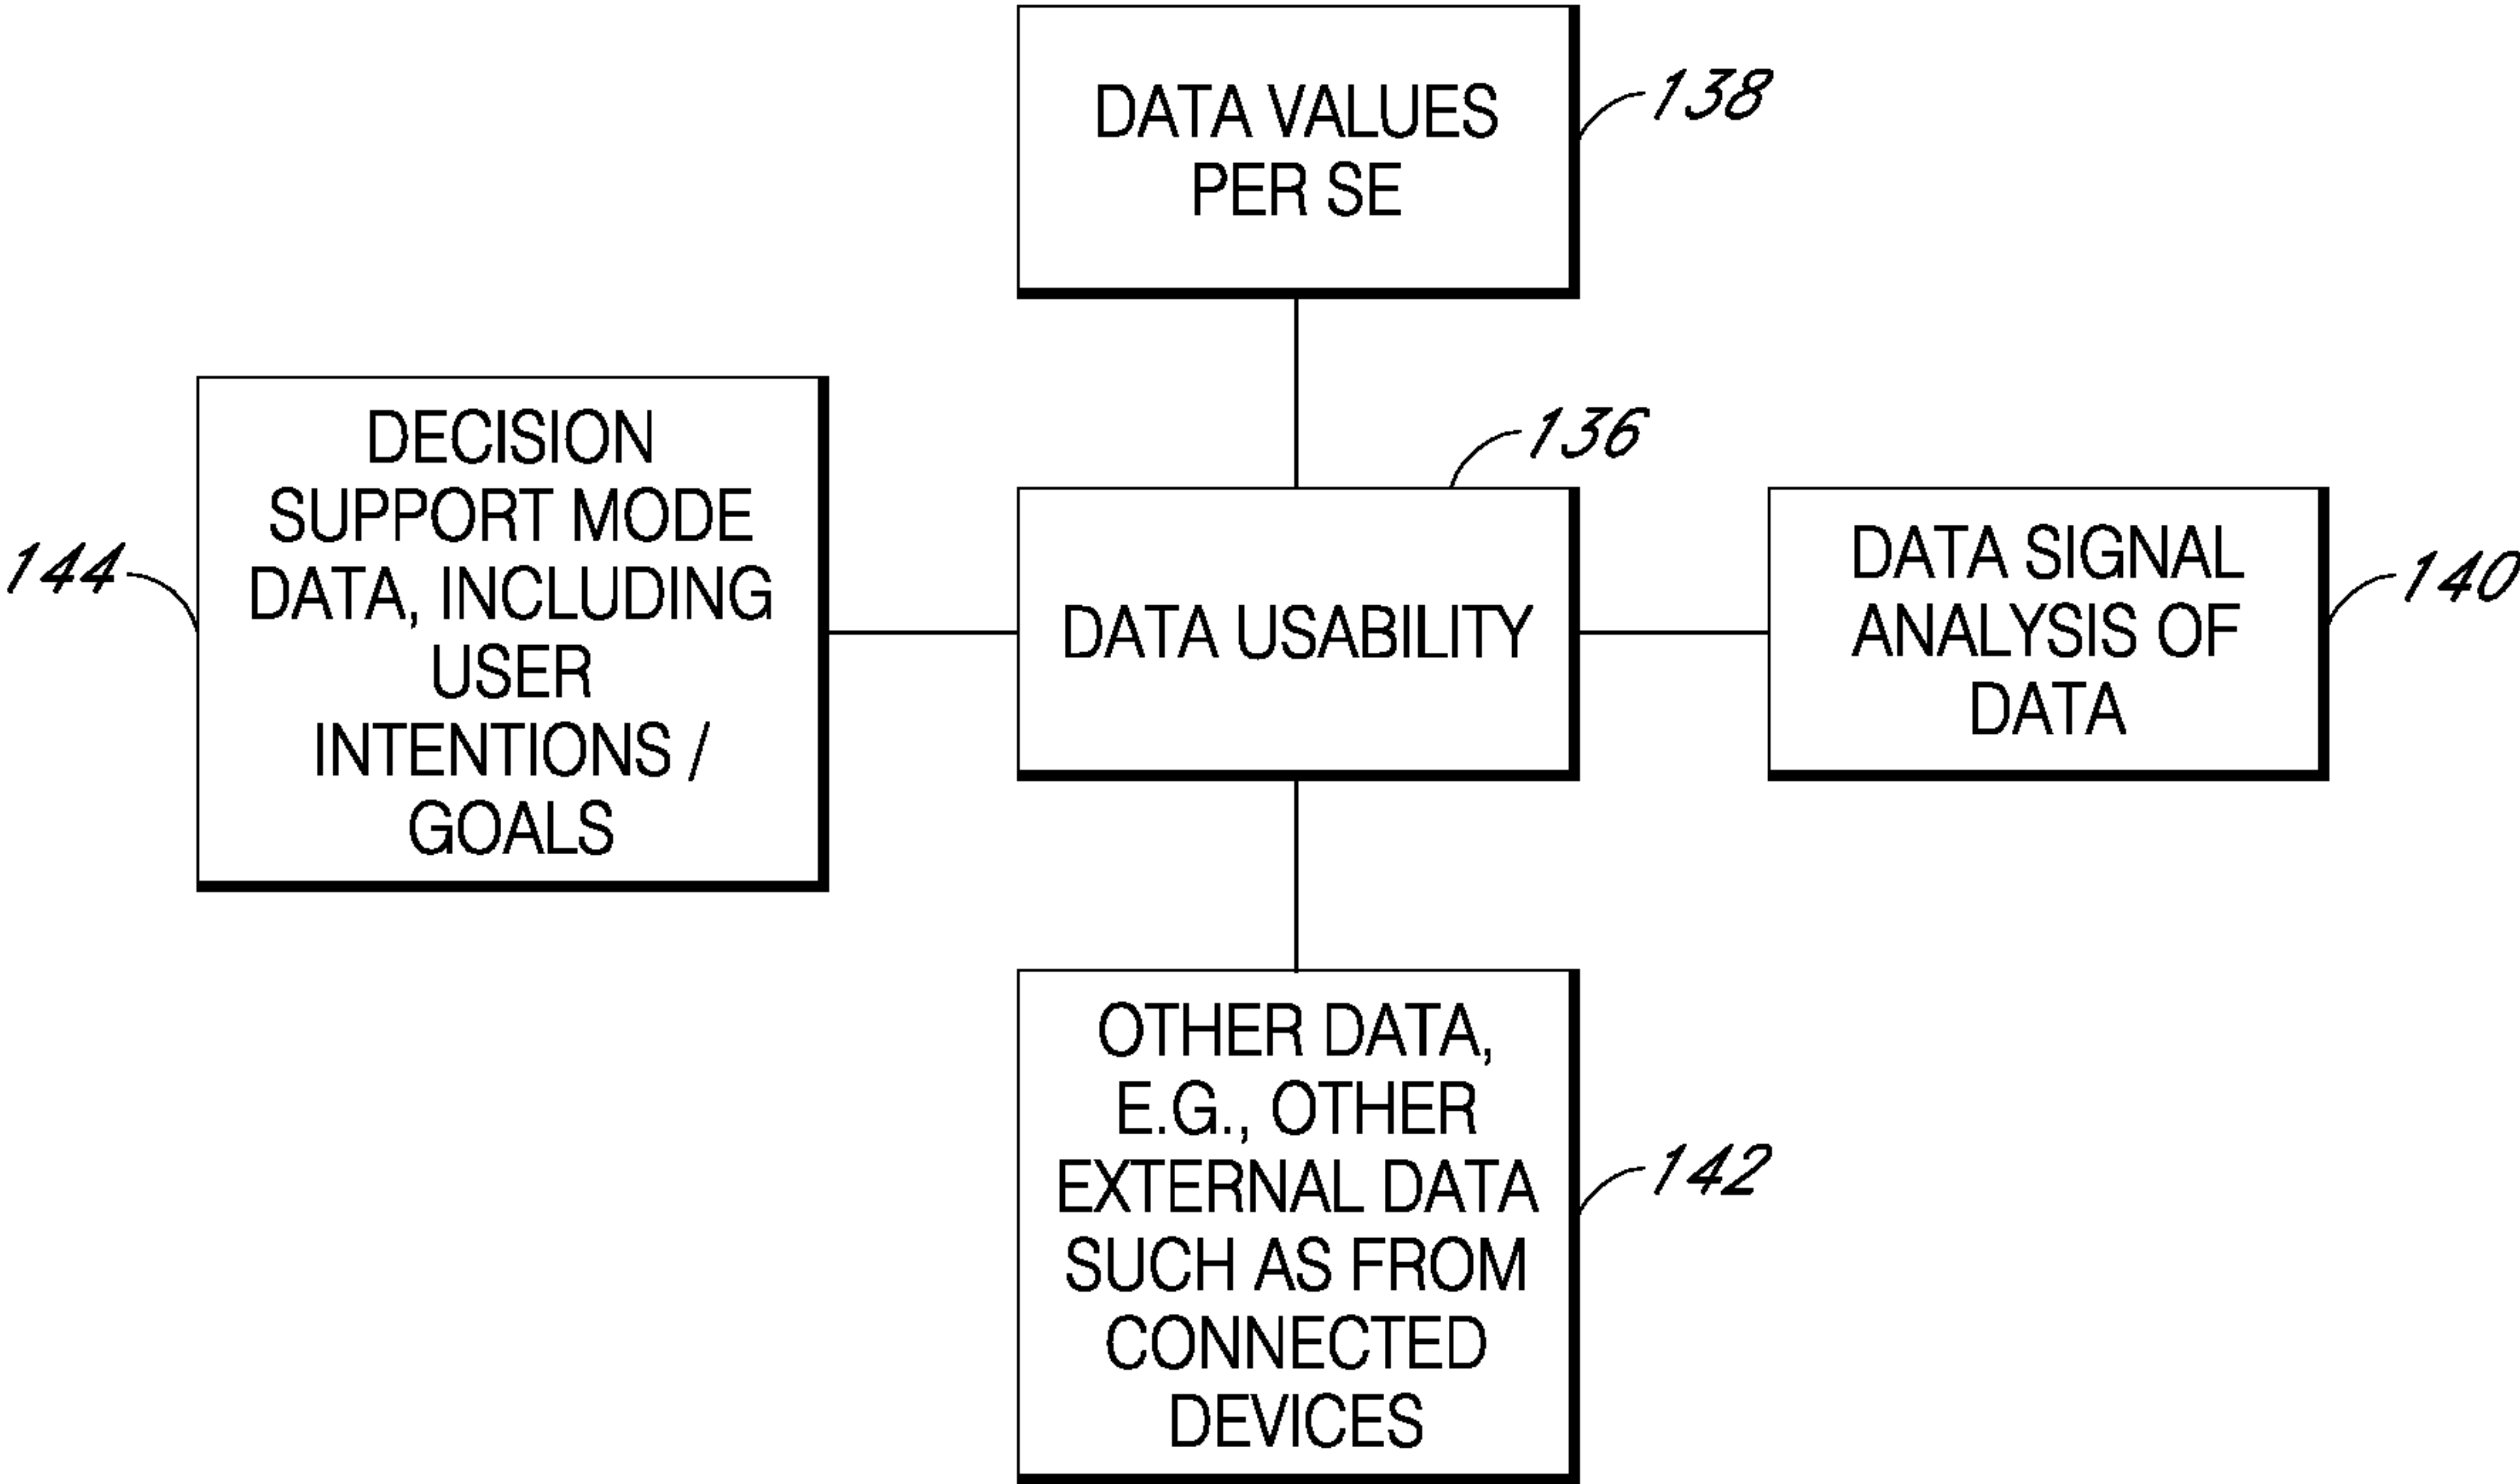 DATA VALUES
PER SE
138
DECISION
SUPPORT MODE
DATA, INCLUDING
USER
INTENTIONS /
GOALS
144
136
DATA USABILITY
DATA SIGNAL
ANALYSIS OF
DATA
140
OTHER DATA,
E.G., OTHER
EXTERNAL DATA
SUCH AS FROM
CONNECTED
DEVICES
142